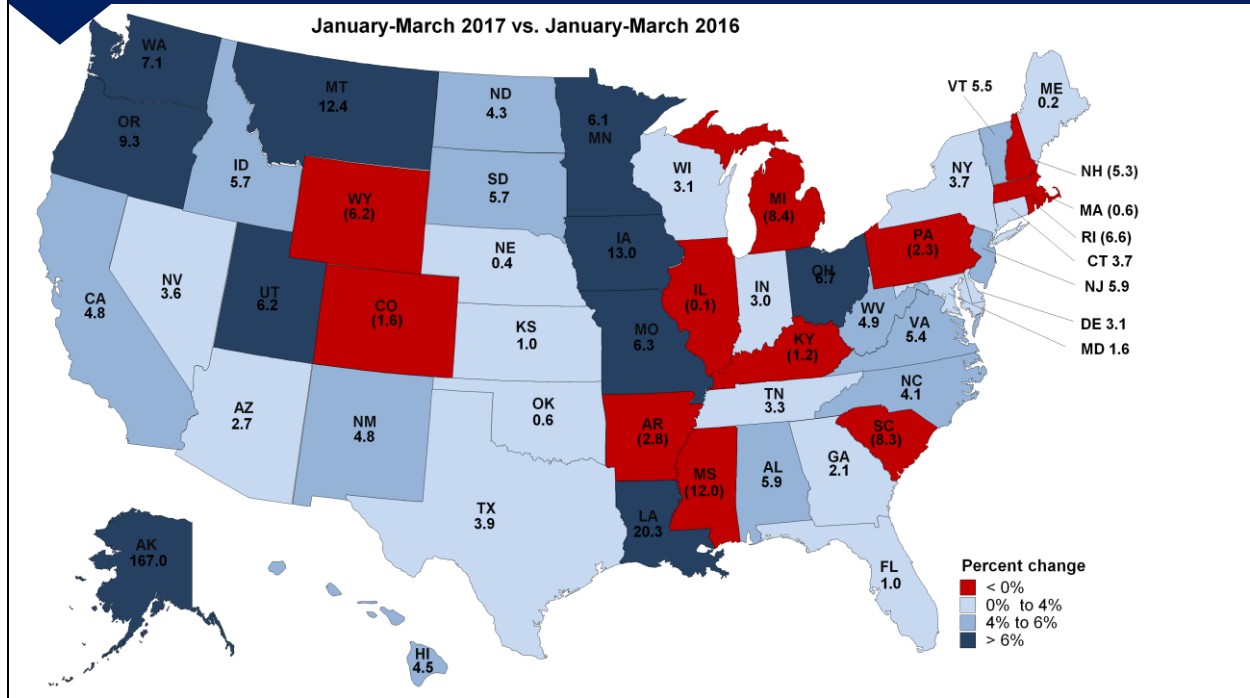 January-March 2017 vs. January-March 2016
WA
7.1
MT
12.4
ND
4.3
6.1
MN
VT 5.5
ME
0.2
OR
9.3
ID
5.7
SD
5.7
WI
3.1
NY
3.7
NH (5.3)
WY
(6.2)
MI
(8.4)
MA (0.6)
RI (6.6)
CT 3.7
NJ 5.9
NE
0.4
IA
13.0
PA
(2.3)
OH
6.7
NV
3.6
UT
6.2
CO
(1.6)
IL
(0.1)
IN
3.0
CA
4.8
WV
4.9
VA
5.4
DE 3.1
MD 1.6
KS
1.0
MO
6.3
KY
(1.2)
NC
4.1
TN
3.3
AZ
2.7
NM
4.8
OK
0.6
AR
(2.8)
SC
(8.3)
GA
2.1
MS
(12.0)
AL
5.9
TX
3.9
LA
20.3
AK
167.0
FL
1.0
HI
4.5
Percent change
< 0%
0% to 4%
4% to 6%
> 6%